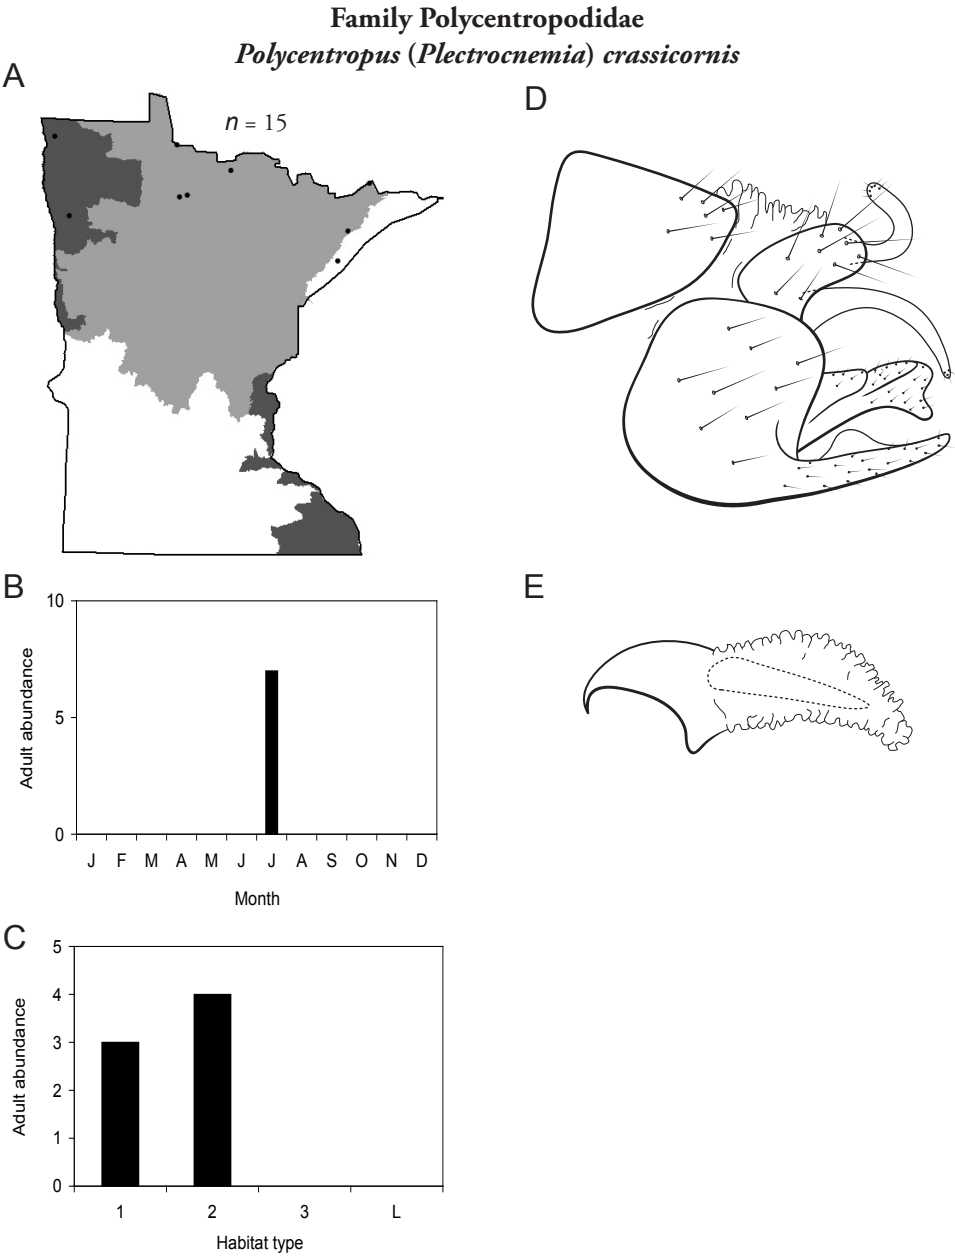 Family Polycentropodidae
Polycentropus (Plectrocnemia) crassicornis
A
n = 15
D
B
10
5
0
Adult abundance
J F M A M J J A S O N D
Month
E
C
5
4
3
2
1
0
Adult abundance
1 2 3 L
Habitat type